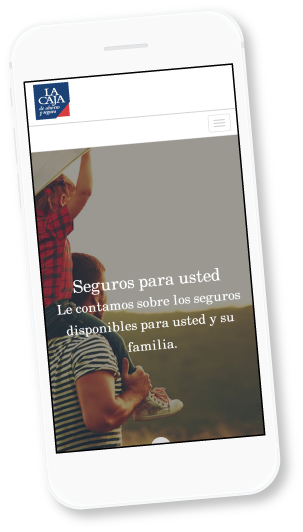 LA
CAJA
de ahorro
y seguro
Seguros para usted
Le contamos sobre los seguros
disponibles para usted y su
familia.